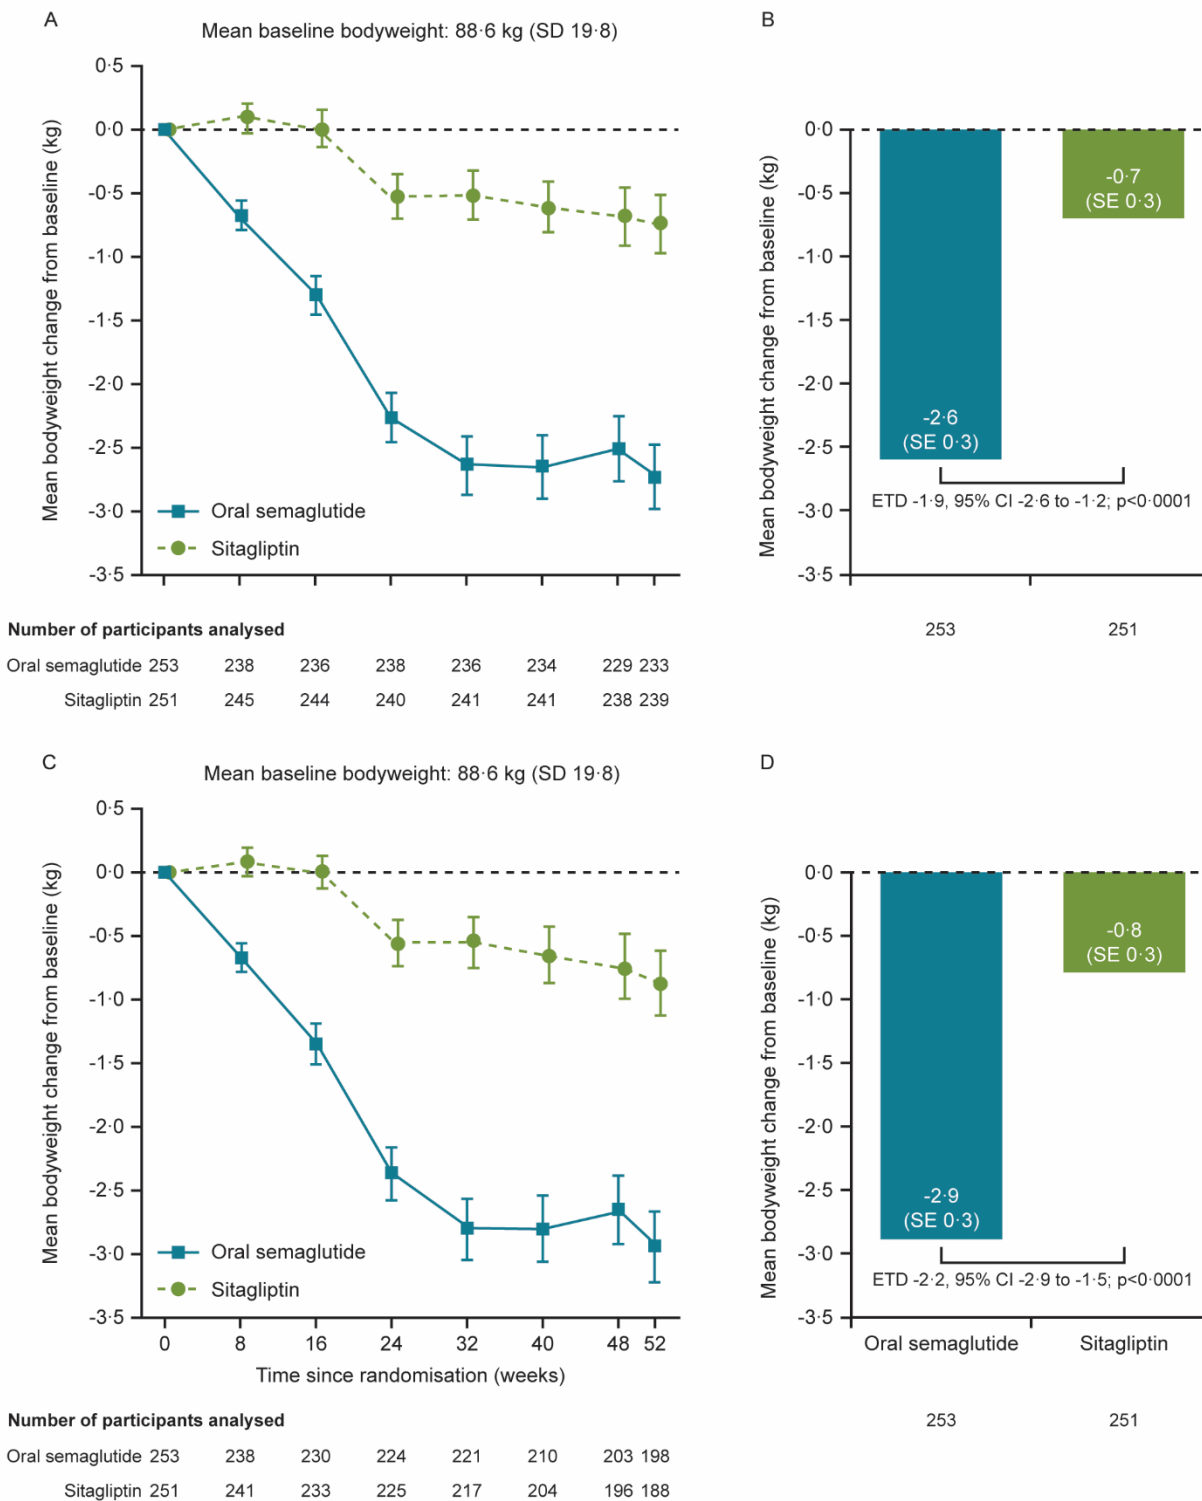 A
Mean baseline bodyweight: 88·6 kg (SD 19·8)
Mean bodyweight change from baseline (kg)
0·5
0·0
-0·5
-1·0
-1·5
-2·0
-2·5
-3·0
-3·5
Oral semaglutide
Sitagliptin
B
Mean bodyweight change from baseline (kg)
0·0
-0·5
-1·0
-1·5
-2·0
-2·5
-3·0
-3·5
-2·6
(SE 0·3)
-0·7
(SE 0·3)
ETD -1·9, 95% CI -2·6 to -1·2; p<0·0001
Number of participants analysed
Oral semaglutide 253 238 236 238 236 234 229 233
Sitagliptin 251 245 244 240 241 241 238 239
253 251
C
Mean baseline bodyweight: 88·6 kg (SD 19·8)
Mean bodyweight change from baseline (kg)
0·5
0·0
-0·5
-1·0
-1·5
-2·0
-2·5
-3·0
-3·5
Oral semaglutide
Sitagliptin
0 8 16 24 32 40 48 52
Time since randomisation (weeks)
D
Mean bodyweight change from baseline (kg)
0·0
-0·5
-1·0
-1·5
-2·0
-2·5
-3·0
-3·5
-2·9
(SE 0·3)
-0·8
(SE 0·3)
ETD -2·2, 95% CI -2·9 to -1·5; p<0·0001
Oral semaglutide Sitagliptin
Number of participants analysed
Oral semaglutide 253 238 230 224 221 210 203 198
Sitagliptin 251 241 233 225 217 204 196 188
253 251